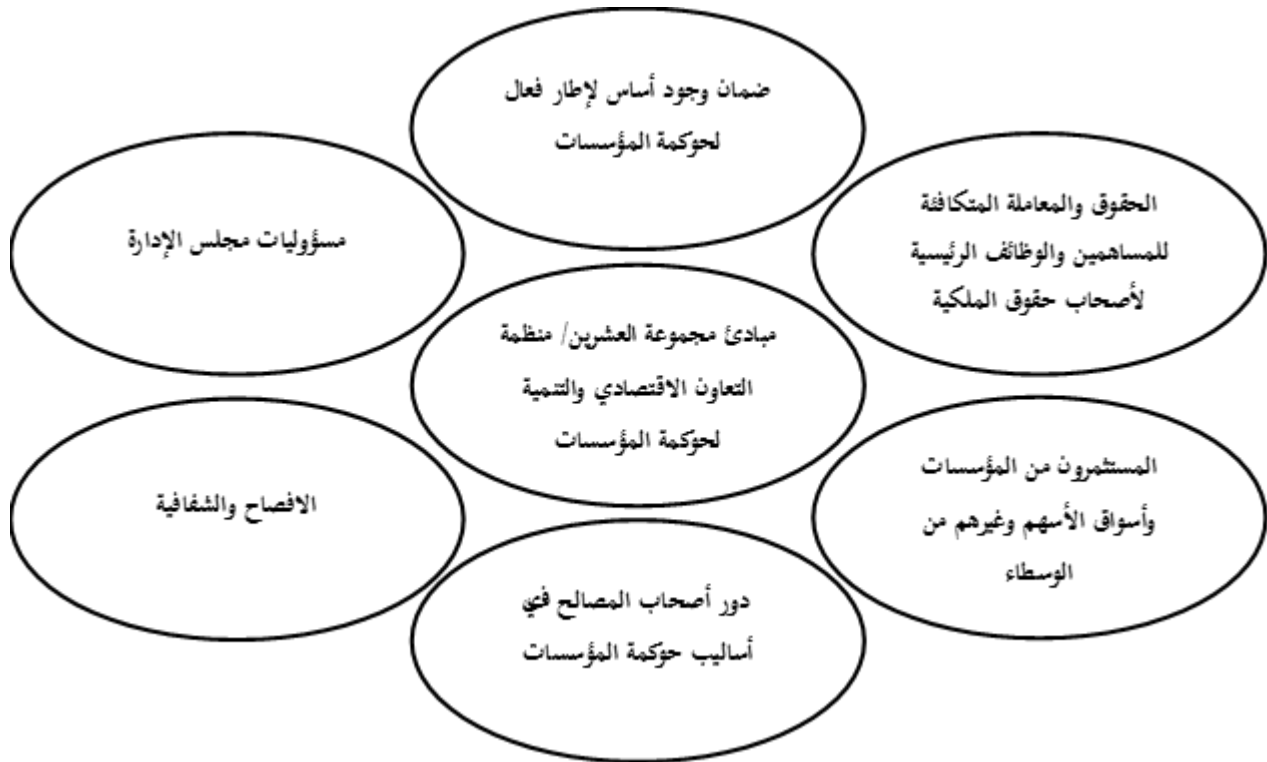 ضمان وجود أساس لإطار فعال
لحوكمة المؤسسات
الحقوق والمعاملة المتكافئة
للمساهمين والوظائف الرئيسية
لأصحاب حقوق الملكية
مسؤوليات مجلس الإدارة
مبادئ مجموعة العشرين/ منظمة
التعاون الاقتصادي والتنمية
لحوكمة المؤسسات
المستثمرون من المؤسسات
وأسواق الأسهم وغيرهم من
الوسطاء
الافصاح والشفافية
دور أصحاب المصالح في
أساليب حوكمة المؤسسات